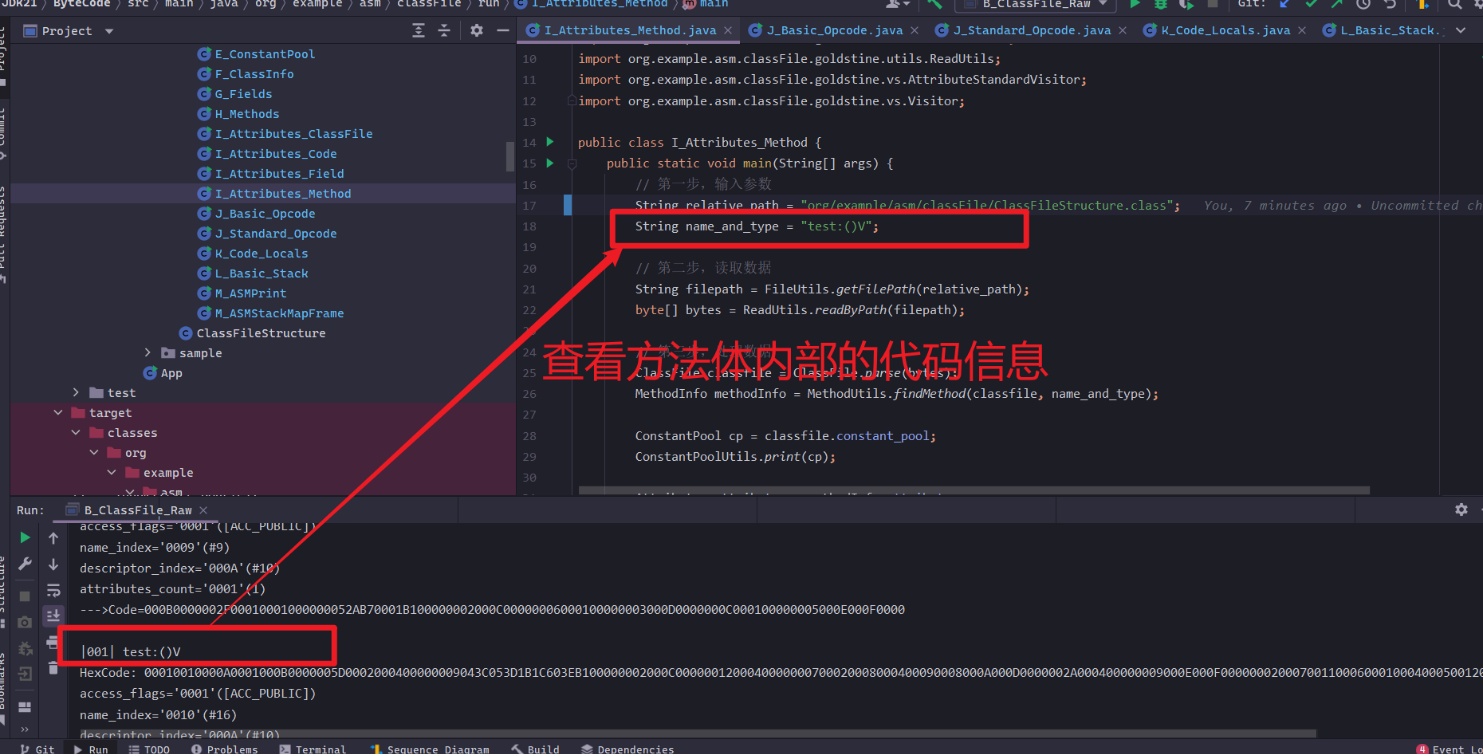 JDK21 > ByteCode > src > main > java > org > example > asm > classFile > run > I_Attributes_Method > main
B_ClassFile_Raw
Git:
Project
I_Attributes_Method.java
J_Basic_Opcode.java
J_Standard_Opcode.java
K_Code_Locals.java
L_Basic_Stack.
E_ConstantPool
F_ClassInfo
G_Fields
H_Methods
I_Attributes_ClassFile
I_Attributes_Code
I_Attributes_Field
I_Attributes_Method
J_Basic_Opcode
J_Standard_Opcode
K_Code_Locals
L_Basic_Stack
M_ASMPrint
M_ASMStackMapFrame
ClassFileStructure
sample
App
test
target
classes
org
example
asm
10 import org.example.asm.classFile.goldstine.utils.ReadUtils;
11 import org.example.asm.classFile.goldstine.vs.AttributeStandardVisitor;
12 import org.example.asm.classFile.goldstine.vs.Visitor;
13
14 public class I_Attributes_Method {
15 public static void main(String[] args) {
16 // 第一步，输入参数
17 String relative_path = "org/example/asm/classFile/ClassFileStructure.class"; You, 7 minutes ago • Uncommitted ch
18 String name_and_type = "test:()V";
19
20 // 第二步，读取数据
21 String filepath = FileUtils.getFilePath(relative_path);
22 byte[] bytes = ReadUtils.readByPath(filepath);
24 // 第三步，处理数据
查看方法体内部的代码信息
25 ClassFile classfile = ClassFile.parse(bytes);
26 MethodInfo methodInfo = MethodUtils.findMethod(classfile, name_and_type);
27
28 ConstantPool cp = classfile.constant_pool;
29 ConstantPoolUtils.print(cp);
30
Run: B_ClassFile_Raw
access_flags='0001'([ACC_PUBLIC])
name_index='0009'(#9)
descriptor_index='000A'(#10)
attributes_count='0001'(1)
--->Code=000B0000002F00010001000000052AB70001B100000002000C00000006000100000003000D0000000C000100000005000E000F0000
|001| test:()V
HexCode: 00010010000A0001000B0000005D0002000400000009043C053D1B1C603EB100000002000C0000001200040000000700020008000400090008000A000D0000002A000400000009000E000F0000000200070011000600010004000500120
access_flags='0001'([ACC_PUBLIC])
name_index='0010'(#16)
descriptor_index='000A'(#10)
Commit
Pull Requests
Structure
Bookmarks
Git
Run
TODO
Problems
Terminal
Sequence Diagram
Build
Dependencies
4 Event Lo